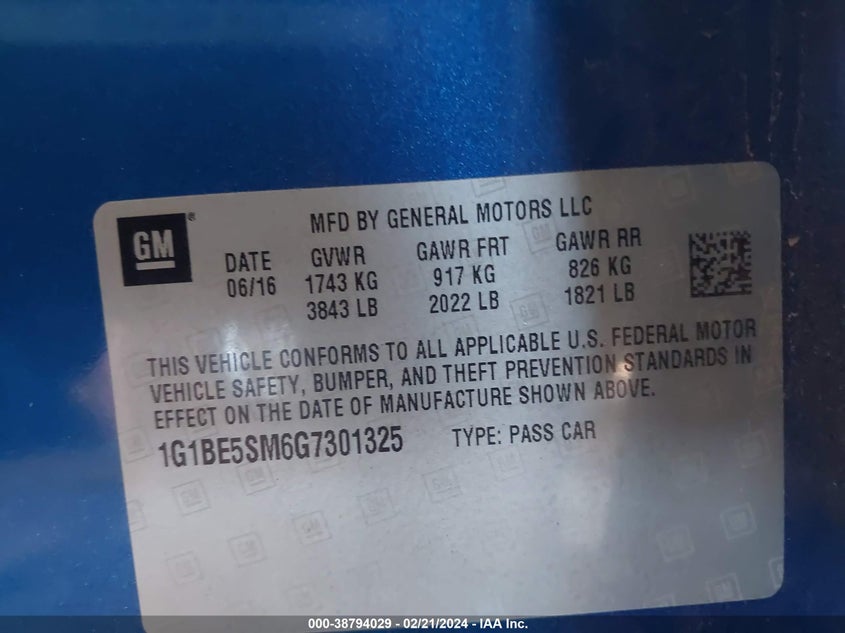 GM ®
MFD BY GENERAL MOTORS LLC
DATE GVWR GAWR FRT GAWR RR
06/16 1743 KG 917 KG 826 KG
3843 LB 2022 LB 1821 LB
THIS VEHICLE CONFORMS TO ALL APPLICABLE U.S. FEDERAL MOTOR
VEHICLE SAFETY, BUMPER, AND THEFT PREVENTION STANDARDS IN
EFFECT ON THE DATE OF MANUFACTURE SHOWN ABOVE.
1G1BE5SM6G7301325 TYPE: PASS CAR
000-38794029 - 02/21/2024 - IAA Inc.